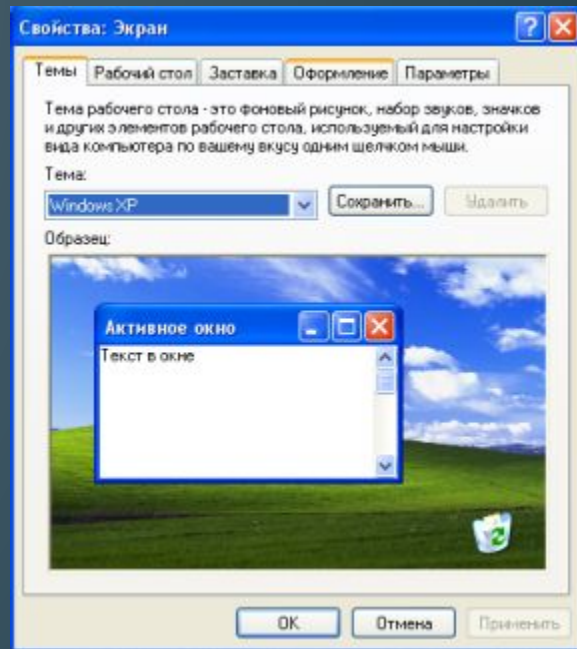 Свойства: Экран
Темы Рабочий стол Заставка Оформление Параметры
Тема рабочего стола - это фоновый рисунок, набор звуков, значков
и других элементов рабочего стола, используемый для настройки
вида компьютера по вашему вкусу одним щелчком мыши.
Тема:
Windows XP Сохранить... Удалить
Образец:
Активное окно
Текст в окне
OK Отмена Применить